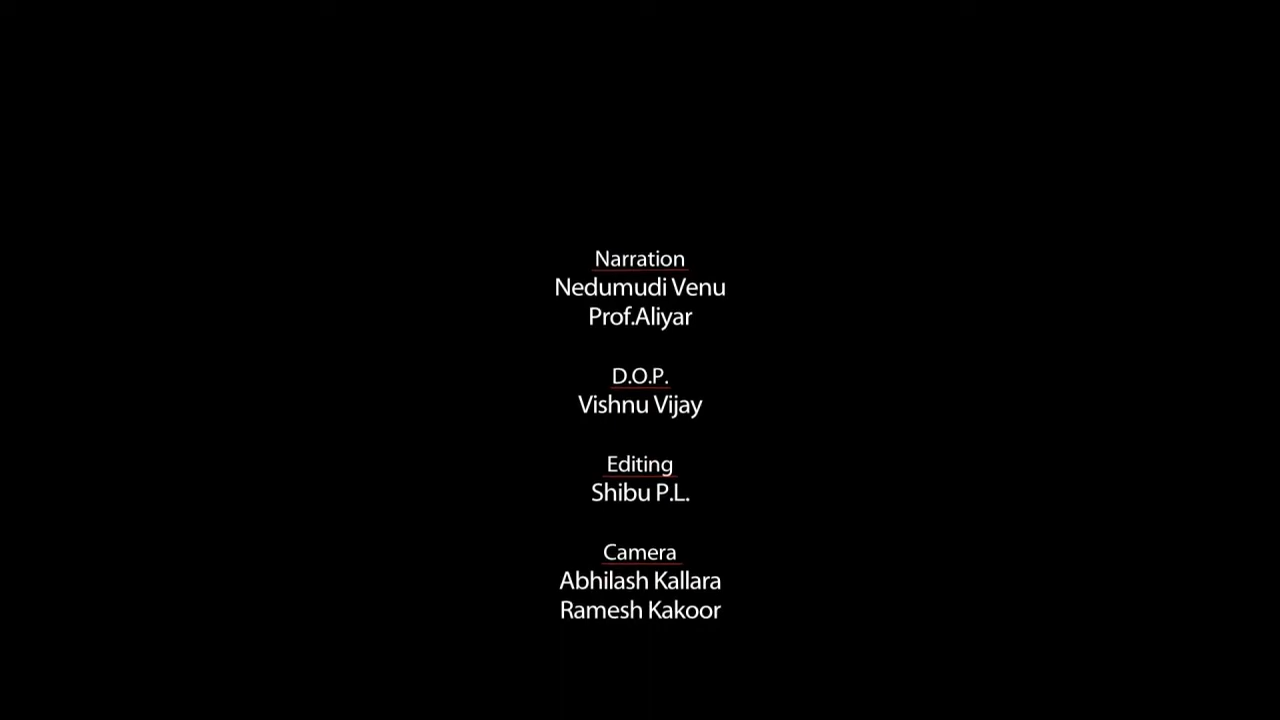 Narration
Nedumudi Venu
Prof.Aliyar
D.O.P.
Vishnu Vijay
Editing
Shibu P.L.
Camera
Abhilash Kallara
Ramesh Kakoor